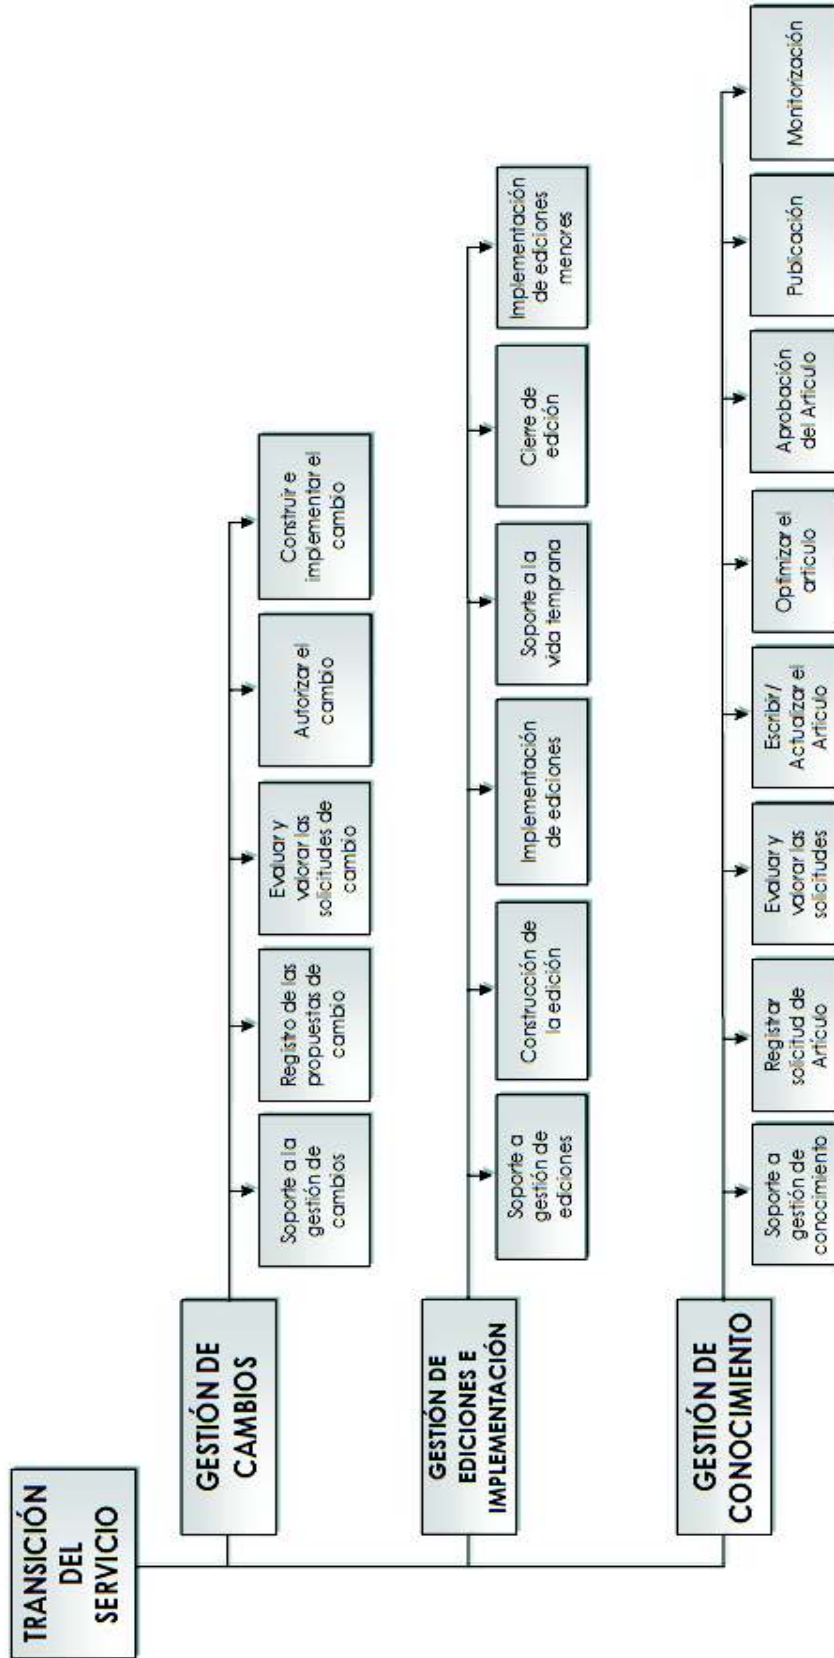 TRANSICIÓN
DEL
SERVICIO
GESTIÓN DE
CAMBIOS
Soporte a la
gestión de
cambios
Registro de las
propuestas de
cambio
Evaluar y
valorar las
solicitudes de
cambio
Autorizar el
cambio
Construir e
implementar el
cambio
GESTIÓN DE
EDICIONES E
IMPLEMENTACIÓN
Soporte a
gestión de
ediciones
Construcción de
la edición
Implementación
de ediciones
Soporte a la
vida temprana
Cierre de
edición
Implementación
de ediciones
menores
GESTIÓN DE
CONOCIMIENTO
Soporte a
gestión de
conocimiento
Registrar
solicitud de
Artículo
Evaluar y
valorar las
solicitudes
Escribir/
Actualizar el
Artículo
Optimizar el
artículo
Aprobación
del Artículo
Publicación
Monitorización